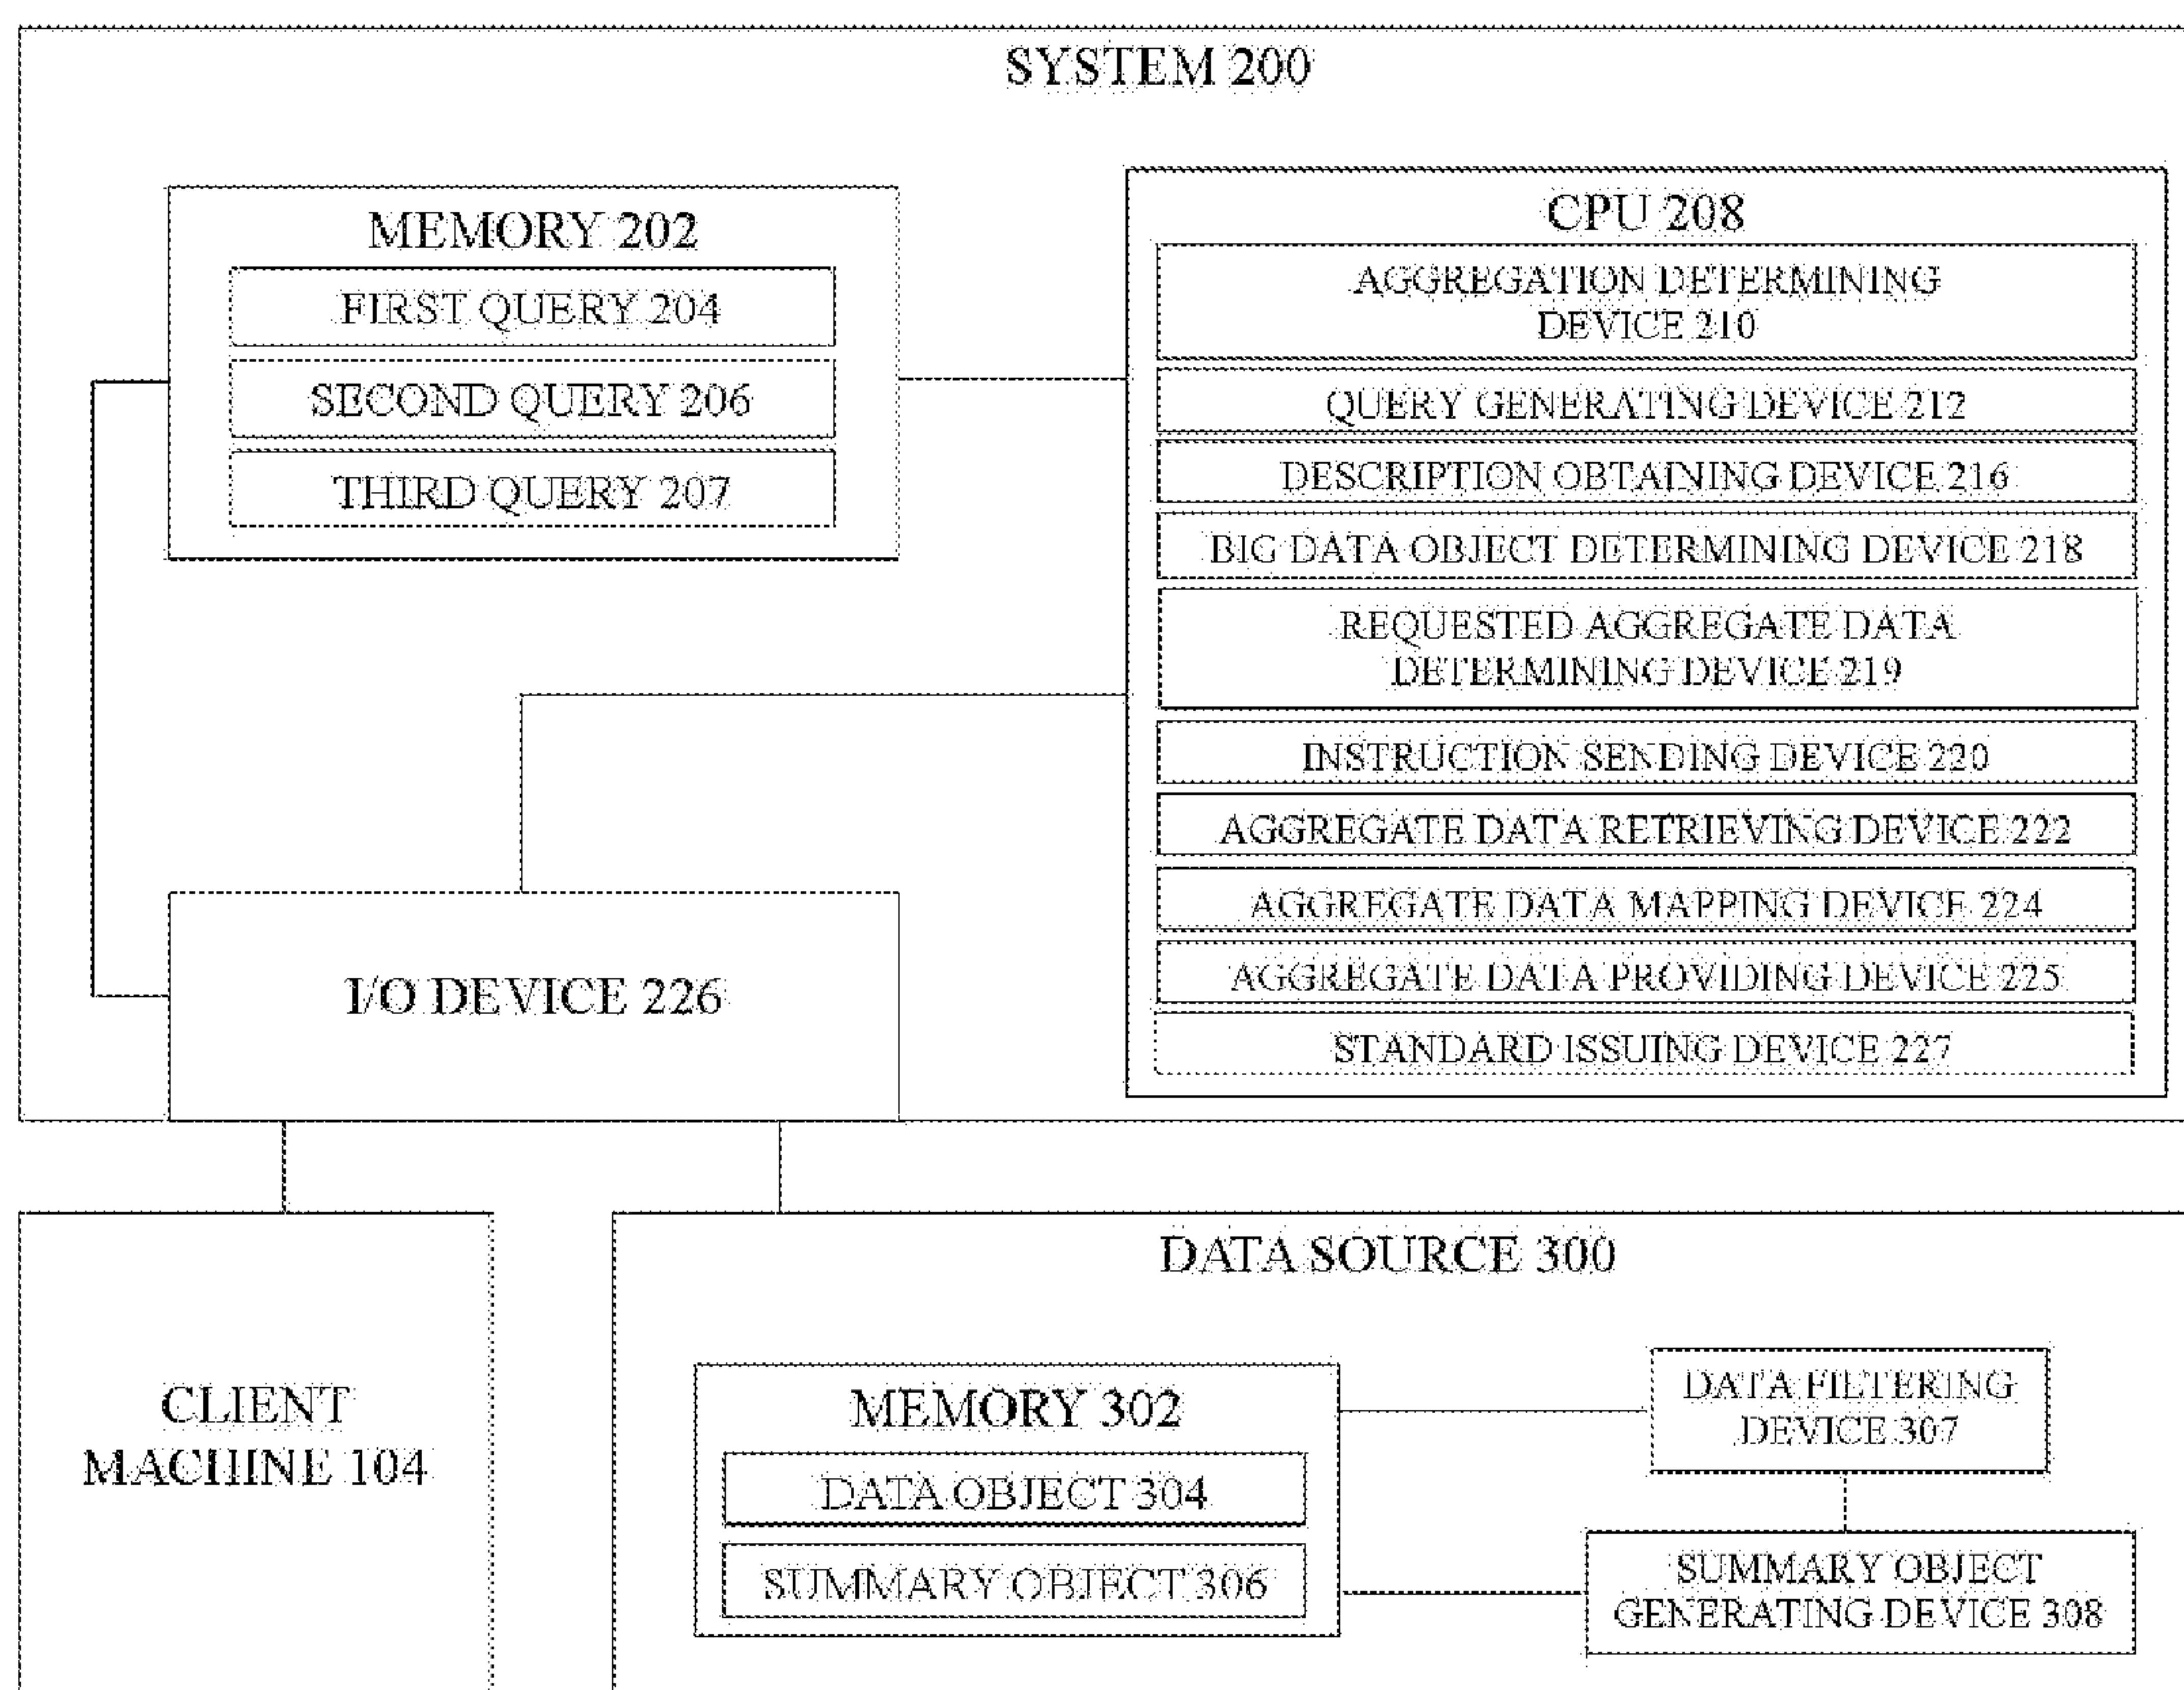 SYSTEM 200
MEMORY 202
FIRST QUERY 204
SECOND QUERY 206
THIRD QUERY 207
CPU 208
AGGREGATION DETERMINING
DEVICE 210
QUERY GENERATING DEVICE 212
DESCRIPTION OBTAINING DEVICE 216
BIG DATA OBJECT DETERMINING DEVICE 218
REQUESTED AGGREGATE DATA
DETERMINING DEVICE 219
INSTRUCTION SENDING DEVICE 220
AGGREGATE DATA RETRIEVING DEVICE 222
AGGREGATE DATA MAPPING DEVICE 224
AGGREGATE DATA PROVIDING DEVICE 225
STANDARD ISSUING DEVICE 227
I/O DEVICE 226
CLIENT
MACHINE 104
DATA SOURCE 300
MEMORY 302
DATA OBJECT 304
SUMMARY OBJECT 306
DATA FILTERING
DEVICE 307
SUMMARY OBJECT
GENERATING DEVICE 308